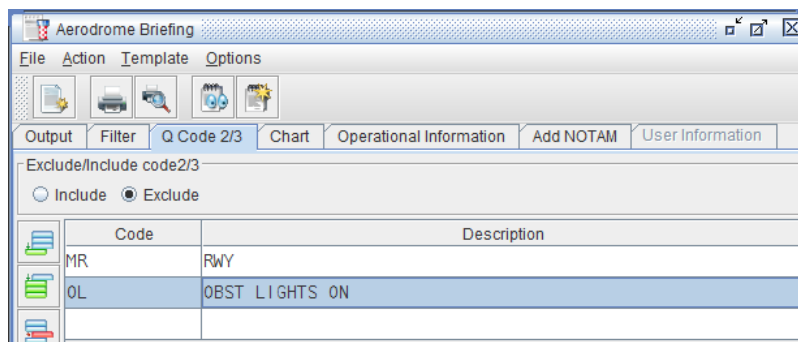 Aerodrome Briefing
File Action Template Options
Output Filter Q Code 2/3 Chart Operational Information Add NOTAM User Information
Exclude/Include code2/3
Include Exclude
Code Description
MR RWY
OL OBST LIGHTS ON